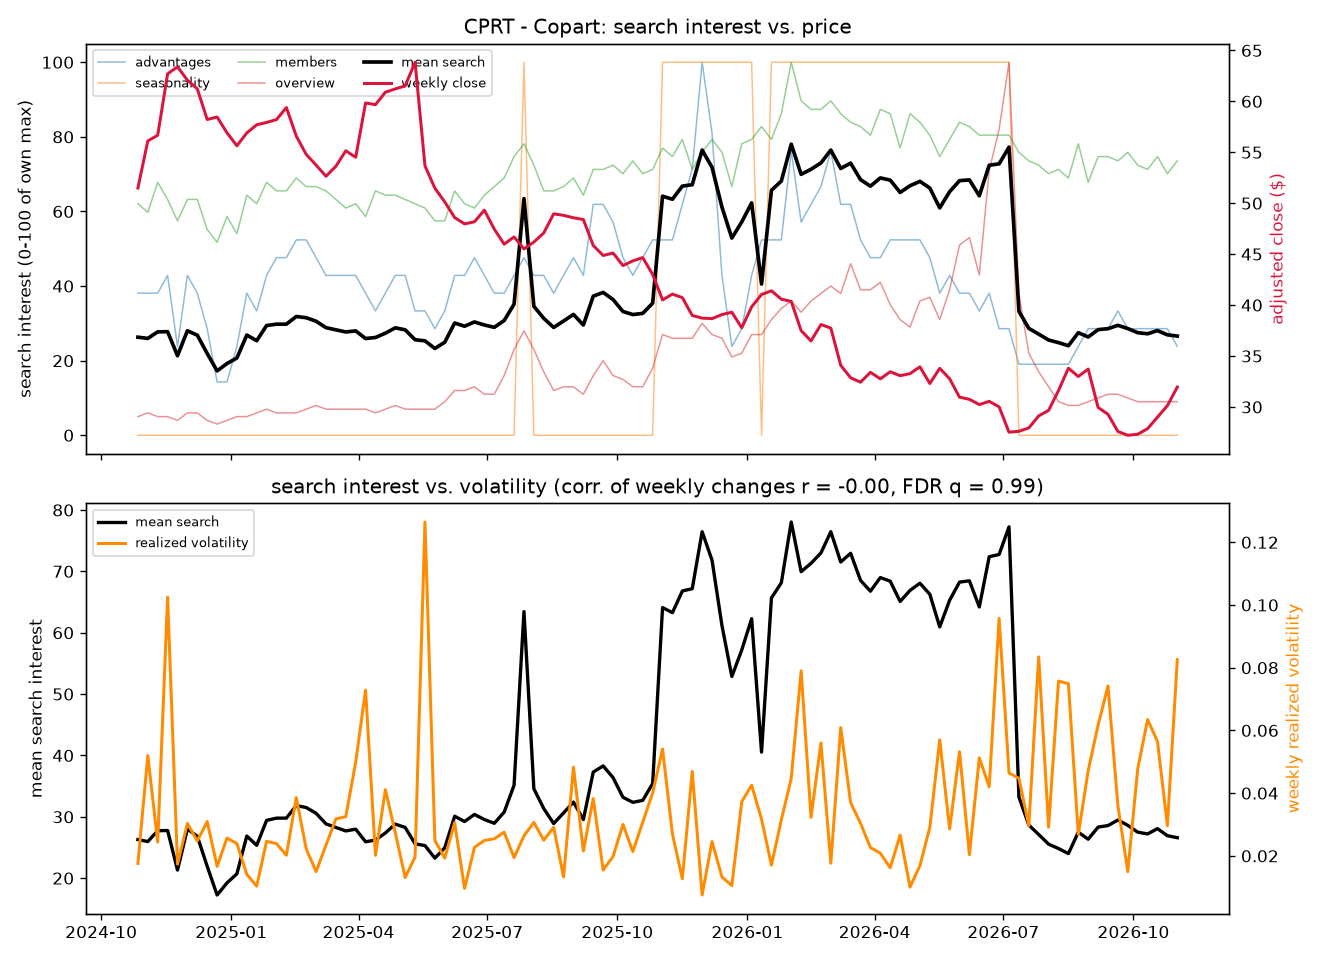 CPRT - Copart: search interest vs. price
search interest (0-100 of own max)
100
80
60
40
20
0
advantages
seasonality
members
overview
mean search
weekly close
65
60
55
50
45
40
35
30
adjusted close ($)
search interest vs. volatility (corr. of weekly changes r = -0.00, FDR q = 0.99)
mean search interest
80
70
60
50
40
30
20
mean search
realized volatility
0.12
0.10
0.08
0.06
0.04
0.02
weekly realized volatility
2024-10
2025-01
2025-04
2025-07
2025-10
2026-01
2026-04
2026-07
2026-10